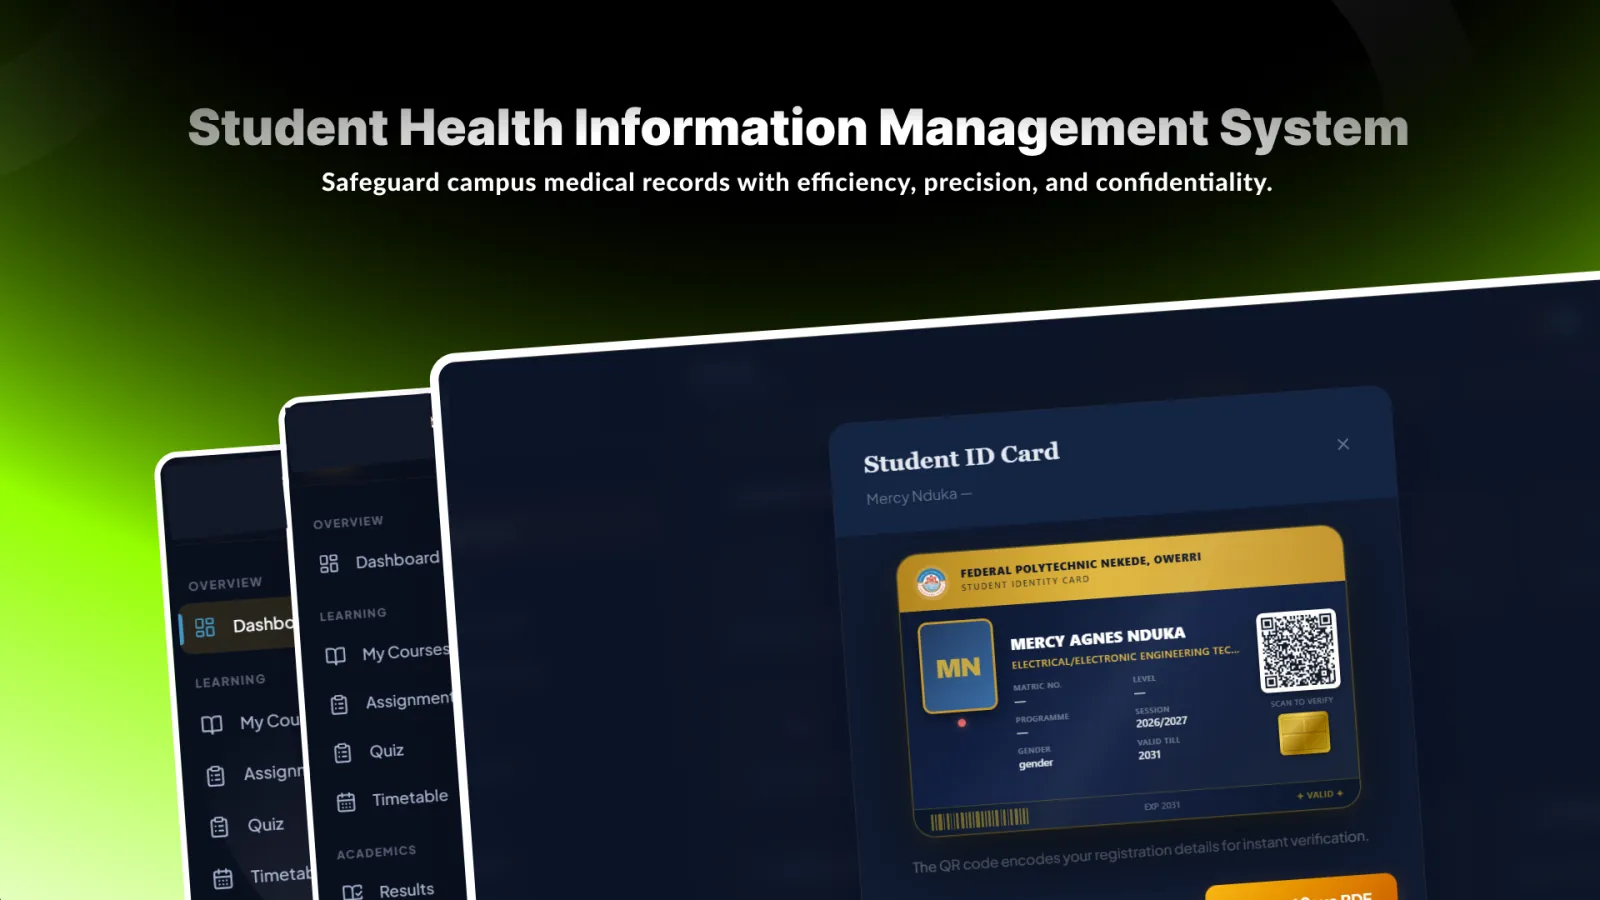 Student Health Information Management System
Safeguard campus medical records with efficiency, precision, and confidentiality.
OVERVIEW
Dashbo
LEARNING
My Cou
Assignm
Quiz
Timetab
OVERVIEW
Dashboard
LEARNING
My Courses
Assignment
Quiz
Timetable
ACADEMICS
Results
Student ID Card
Mercy Nduka —
FEDERAL POLYTECHNIC NEKEDE, OWERRI
STUDENT IDENTITY CARD
MN
MERCY AGNES NDUKA
ELECTRICAL/ELECTRONIC ENGINEERING TEC...
MATRIC NO.
—
LEVEL
—
PROGRAMME
—
SESSION
2026/2027
GENDER
gender
VALID TILL
2031
SCAN TO VERIFY
EXP 2031
+ VALID +
The QR code encodes your registration details for instant verification.
PDF